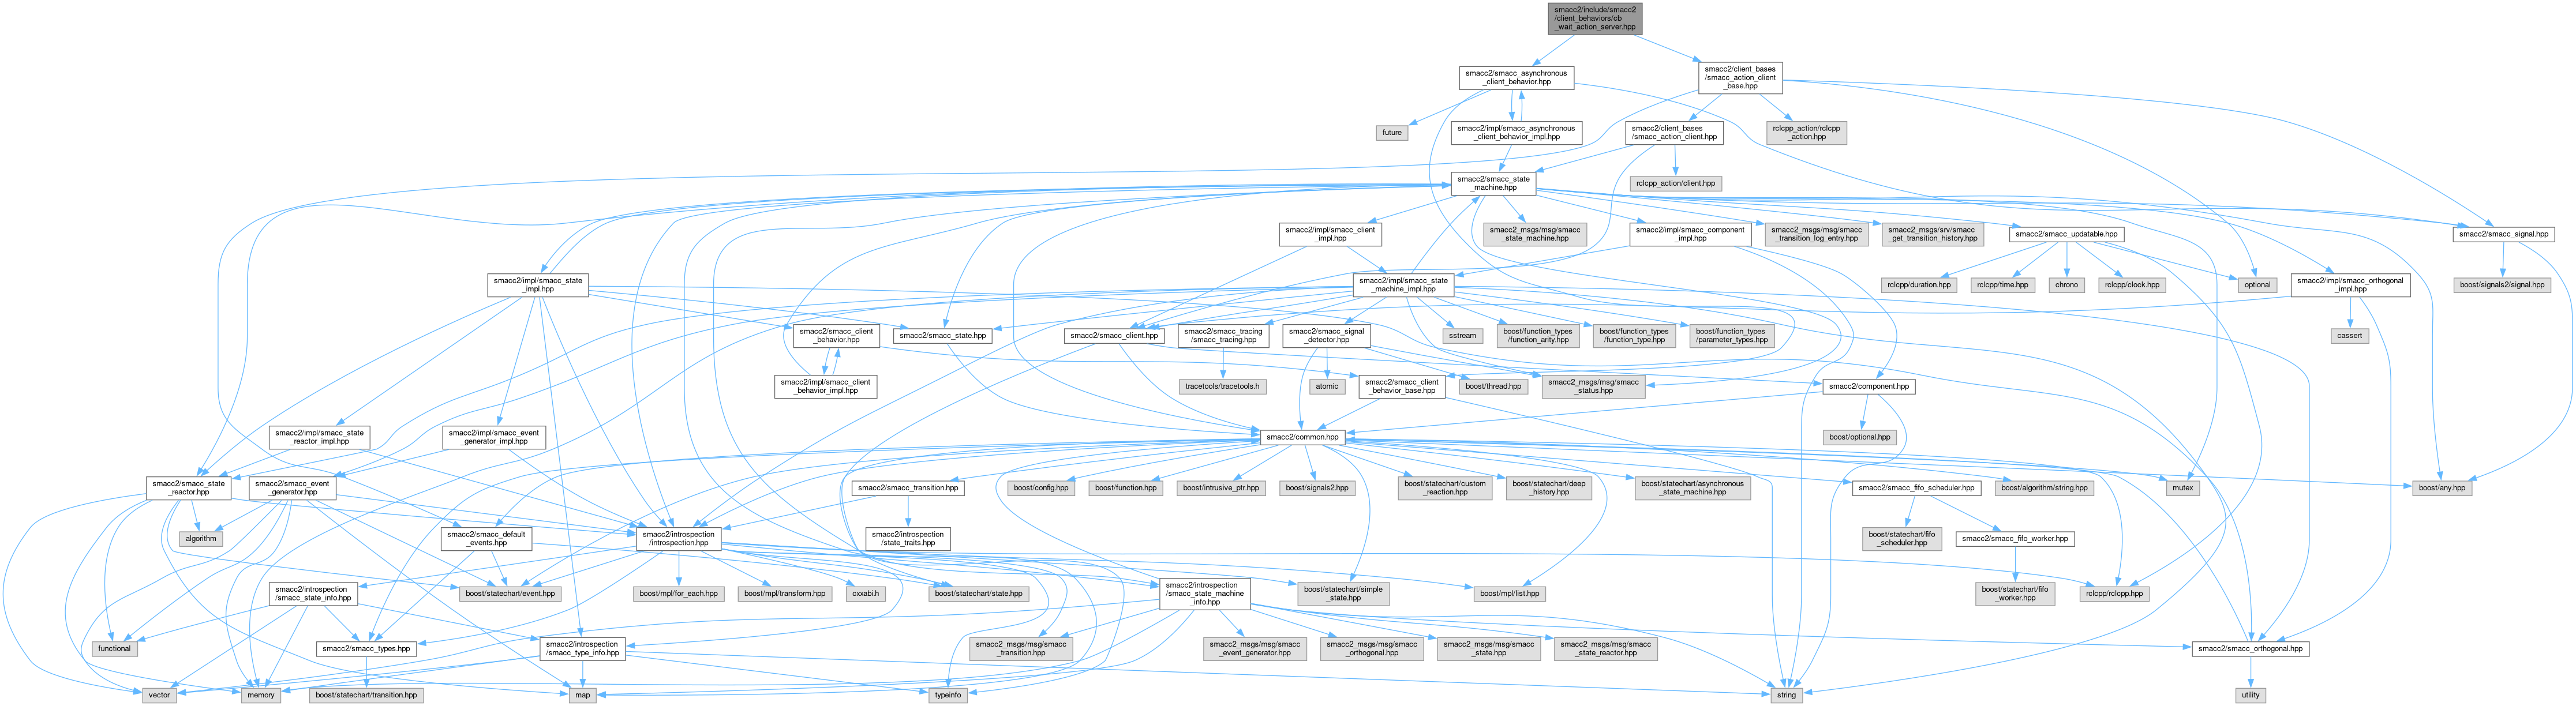 smacc2/include/smacc2
/client_behaviors/cb
_wait_action_server.hpp
smacc2/smacc_asynchronous
_client_behavior.hpp
smacc2/client_bases
/smacc_action_client
_base.hpp
future
smacc2/impl/smacc_asynchronous
_client_behavior_impl.hpp
smacc2/client_bases
/smacc_action_client.hpp
rclcpp_action/rclcpp
_action.hpp
smacc2/smacc_state
_machine.hpp
rclcpp_action/client.hpp
smacc2/impl/smacc_client
_impl.hpp
smacc2_msgs/msg/smacc
_state_machine.hpp
smacc2/impl/smacc_component
_impl.hpp
smacc2_msgs/msg/smacc
_transition_log_entry.hpp
smacc2_msgs/srv/smacc
_get_transition_history.hpp
smacc2/smacc_updatable.hpp
smacc2/smacc_signal.hpp
smacc2/impl/smacc_state
_impl.hpp
smacc2/impl/smacc_state
_machine_impl.hpp
rclcpp/duration.hpp
rclcpp/time.hpp
chrono
rclcpp/clock.hpp
optional
smacc2/impl/smacc_orthogonal
_impl.hpp
boost/signals2/signal.hpp
smacc2/smacc_client
_behavior.hpp
smacc2/smacc_state.hpp
smacc2/smacc_client.hpp
smacc2/smacc_tracing
/smacc_tracing.hpp
smacc2/smacc_signal
_detector.hpp
sstream
boost/function_types
/function_arity.hpp
boost/function_types
/function_type.hpp
boost/function_types
/parameter_types.hpp
cassert
smacc2/impl/smacc_client
_behavior_impl.hpp
tracetools/tracetools.h
atomic
smacc2/smacc_client
_behavior_base.hpp
boost/thread.hpp
smacc2_msgs/msg/smacc
_status.hpp
smacc2/component.hpp
smacc2/impl/smacc_state
_reactor_impl.hpp
smacc2/impl/smacc_event
_generator_impl.hpp
smacc2/common.hpp
boost/optional.hpp
smacc2/smacc_state
_reactor.hpp
smacc2/smacc_event
_generator.hpp
smacc2/smacc_transition.hpp
boost/config.hpp
boost/function.hpp
boost/intrusive_ptr.hpp
boost/signals2.hpp
boost/statechart/custom
_reaction.hpp
boost/statechart/deep
_history.hpp
boost/statechart/asynchronous
_state_machine.hpp
smacc2/smacc_fifo_scheduler.hpp
boost/algorithm/string.hpp
mutex
boost/any.hpp
algorithm
smacc2/smacc_default
_events.hpp
smacc2/introspection
/introspection.hpp
smacc2/introspection
/state_traits.hpp
boost/statechart/fifo
_scheduler.hpp
smacc2/smacc_fifo_worker.hpp
smacc2/introspection
/smacc_state_info.hpp
boost/statechart/event.hpp
boost/mpl/for_each.hpp
boost/mpl/transform.hpp
cxxabi.h
boost/statechart/state.hpp
smacc2/introspection
/smacc_state_machine
_info.hpp
boost/statechart/simple
_state.hpp
boost/mpl/list.hpp
boost/statechart/fifo
_worker.hpp
rclcpp/rclcpp.hpp
functional
smacc2/smacc_types.hpp
smacc2/introspection
/smacc_type_info.hpp
smacc2_msgs/msg/smacc
_transition.hpp
smacc2_msgs/msg/smacc
_event_generator.hpp
smacc2_msgs/msg/smacc
_orthogonal.hpp
smacc2_msgs/msg/smacc
_state.hpp
smacc2_msgs/msg/smacc
_state_reactor.hpp
smacc2/smacc_orthogonal.hpp
vector
memory
boost/statechart/transition.hpp
map
typeinfo
string
utility